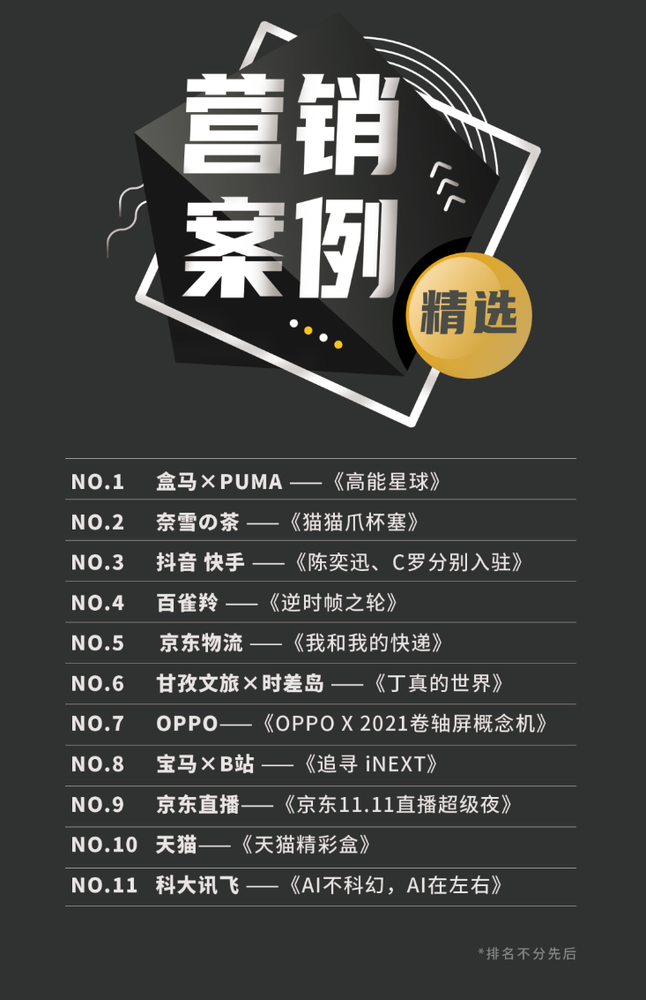 营销
案例
精选
NO.1 盒马×PUMA ——《高能星球》
NO.2 奈雪の茶 ——《猫猫爪杯塞》
NO.3 抖音 快手 ——《陈奕迅、C罗分别入驻》
NO.4 百雀羚 ——《逆时帧之轮》
NO.5 京东物流 ——《我和我的快递》
NO.6 甘孜文旅×时差岛 ——《丁真的世界》
NO.7 OPPO——《OPPO X 2021卷轴屏概念机》
NO.8 宝马×B站 ——《追寻 iNEXT》
NO.9 京东直播——《京东11.11直播超级夜》
NO.10 天猫——《天猫精彩盒》
NO.11 科大讯飞 ——《AI不科幻，AI在左右》
*排名不分先后